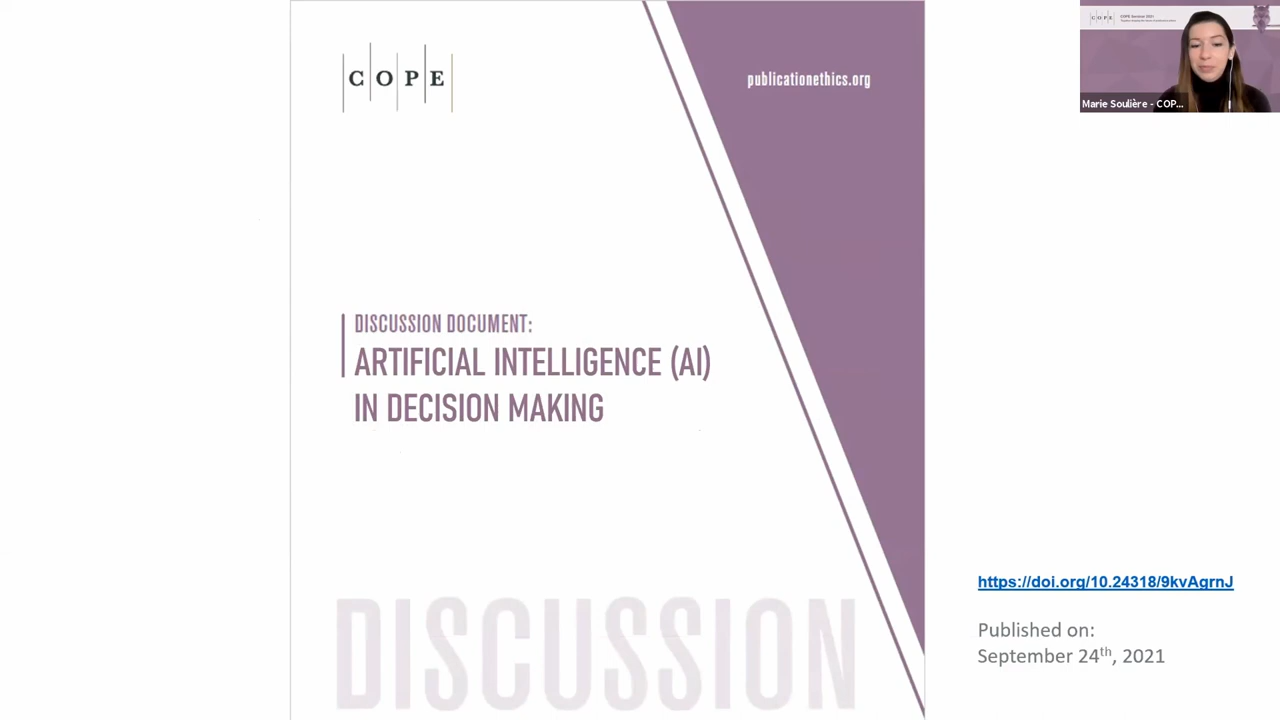 COPE
publicationethics.org
DISCUSSION DOCUMENT:
ARTIFICIAL INTELLIGENCE (AI)
IN DECISION MAKING
DISCUSSION
https://doi.org/10.24318/9kvAgrnJ
Published on:
September 24th, 2021
COPE
Marie Soulière - COP...